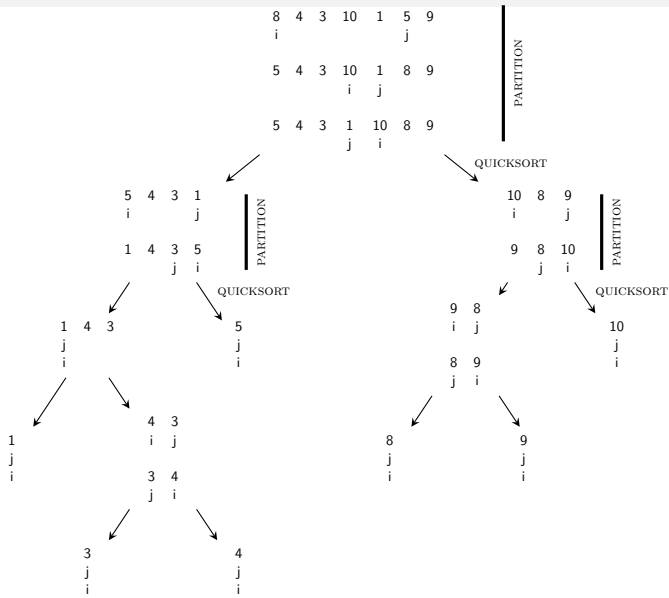 8 4 3 10 1 5 9
i j
5 4 3 10 1 8 9
i j
5 4 3 1 10 8 9
j i
PARTITION
QUICKSORT
5 4 3 1
i j
1 4 3 5
j i
PARTITION
QUICKSORT
10 8 9
i j
9 8 10
j i
PARTITION
QUICKSORT
1 4 3
j
i
5
j
i
9 8
i j
8 9
j i
10
j
i
1
j
i
4 3
i j
3 4
j i
8
j
i
9
j
i
3
j
i
4
j
i